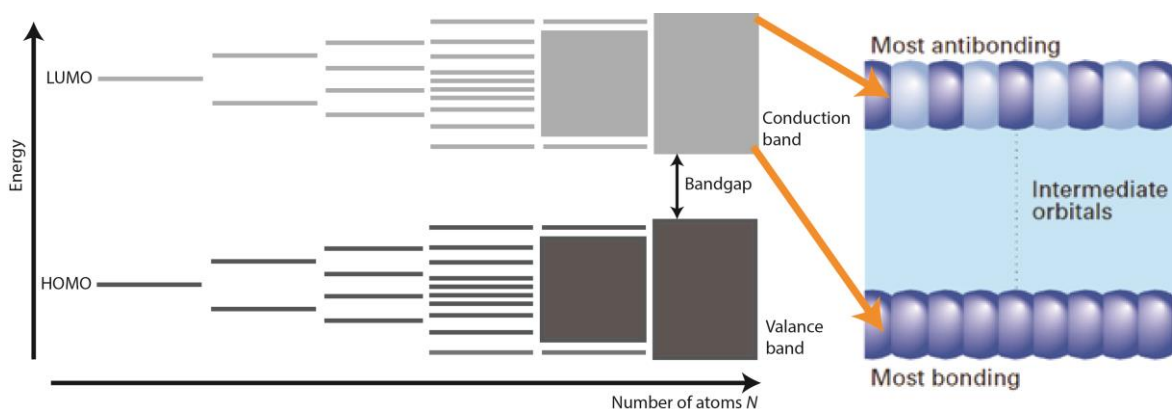 Energy
LUMO
HOMO
Conduction
band
Bandgap
Valance
band
Number of atoms N
Most antibonding
Intermediate
orbitals
Most bonding